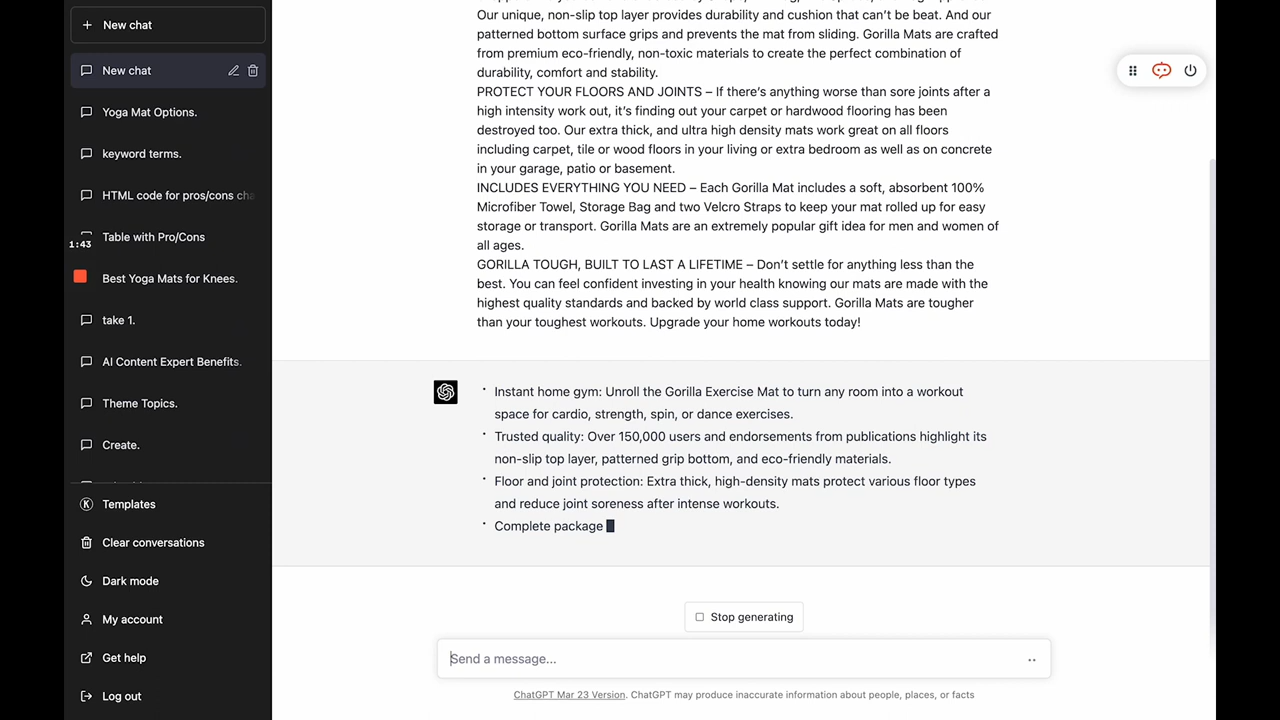 New chat
New chat
Yoga Mat Options.
keyword terms.
HTML code for pros/cons cha
1:43
Table with Pro/Cons
Best Yoga Mats for Knees.
take 1.
AI Content Expert Benefits.
Theme Topics.
Create.
Templates
Clear conversations
Dark mode
My account
Get help
Log out
Our unique, non-slip top layer provides durability and cushion that can’t be beat. And our
patterned bottom surface grips and prevents the mat from sliding. Gorilla Mats are crafted
from premium eco-friendly, non-toxic materials to create the perfect combination of
durability, comfort and stability.
PROTECT YOUR FLOORS AND JOINTS – If there’s anything worse than sore joints after a
high intensity work out, it’s finding out your carpet or hardwood flooring has been
destroyed too. Our extra thick, and ultra high density mats work great on all floors
including carpet, tile or wood floors in your living or extra bedroom as well as on concrete
in your garage, patio or basement.
INCLUDES EVERYTHING YOU NEED – Each Gorilla Mat includes a soft, absorbent 100%
Microfiber Towel, Storage Bag and two Velcro Straps to keep your mat rolled up for easy
storage or transport. Gorilla Mats are an extremely popular gift idea for men and women of
all ages.
GORILLA TOUGH, BUILT TO LAST A LIFETIME – Don’t settle for anything less than the
best. You can feel confident investing in your health knowing our mats are made with the
highest quality standards and backed by world class support. Gorilla Mats are tougher
than your toughest workouts. Upgrade your home workouts today!
• Instant home gym: Unroll the Gorilla Exercise Mat to turn any room into a workout
space for cardio, strength, spin, or dance exercises.
• Trusted quality: Over 150,000 users and endorsements from publications highlight its
non-slip top layer, patterned grip bottom, and eco-friendly materials.
• Floor and joint protection: Extra thick, high-density mats protect various floor types
and reduce joint soreness after intense workouts.
• Complete package
Stop generating
Send a message...
ChatGPT Mar 23 Version. ChatGPT may produce inaccurate information about people, places, or facts